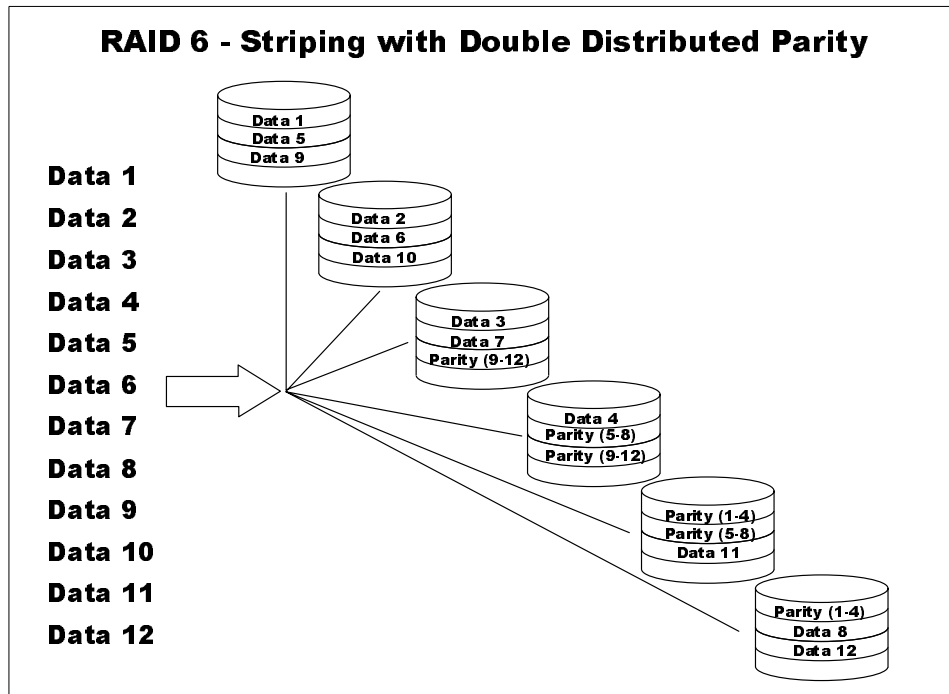 RAID 6 - Striping with Double Distributed Parity
Data 1
Data 2
Data 3
Data 4
Data 5
Data 6
Data 7
Data 8
Data 9
Data 10
Data 11
Data 12
Data 1
Data 5
Data 9
Data 2
Data 6
Data 10
Data 3
Data 7
Parity (9-12)
Data 4
Parity (5-8)
Parity (9-12)
Parity (1-4)
Parity (5-8)
Data 11
Parity (1-4)
Data 8
Data 12